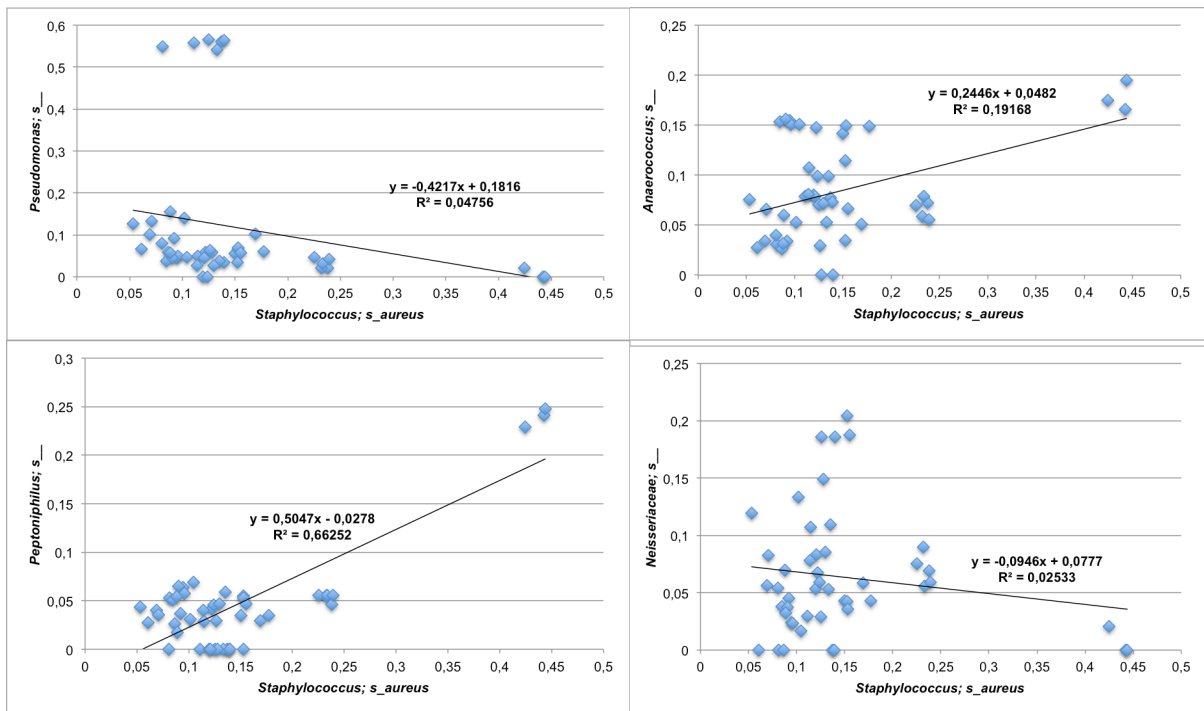 0,6
0,5
0,4
0,3
0,2
0,1
0
Pseudomonas; s__
y = -0,4217x + 0,1816
R² = 0,04756
0 0,05 0,1 0,15 0,2 0,25 0,3 0,35 0,4 0,45 0,5
Staphylococcus; s_aureus
0,25
0,2
0,15
0,1
0,05
0
Anaerococcus; s__
y = 0,2446x + 0,0482
R² = 0,19168
0 0,05 0,1 0,15 0,2 0,25 0,3 0,35 0,4 0,45 0,5
Staphylococcus; s_aureus
0,3
0,25
0,2
0,15
0,1
0,05
0
Peptoniphilus; s__
y = 0,5047x - 0,0278
R² = 0,66252
0 0,05 0,1 0,15 0,2 0,25 0,3 0,35 0,4 0,45 0,5
Staphylococcus; s_aureus
0,25
0,2
0,15
0,1
0,05
0
Neisseriaceae; s__
y = -0,0946x + 0,0777
R² = 0,02533
0 0,05 0,1 0,15 0,2 0,25 0,3 0,35 0,4 0,45 0,5
Staphylococcus; s_aureus